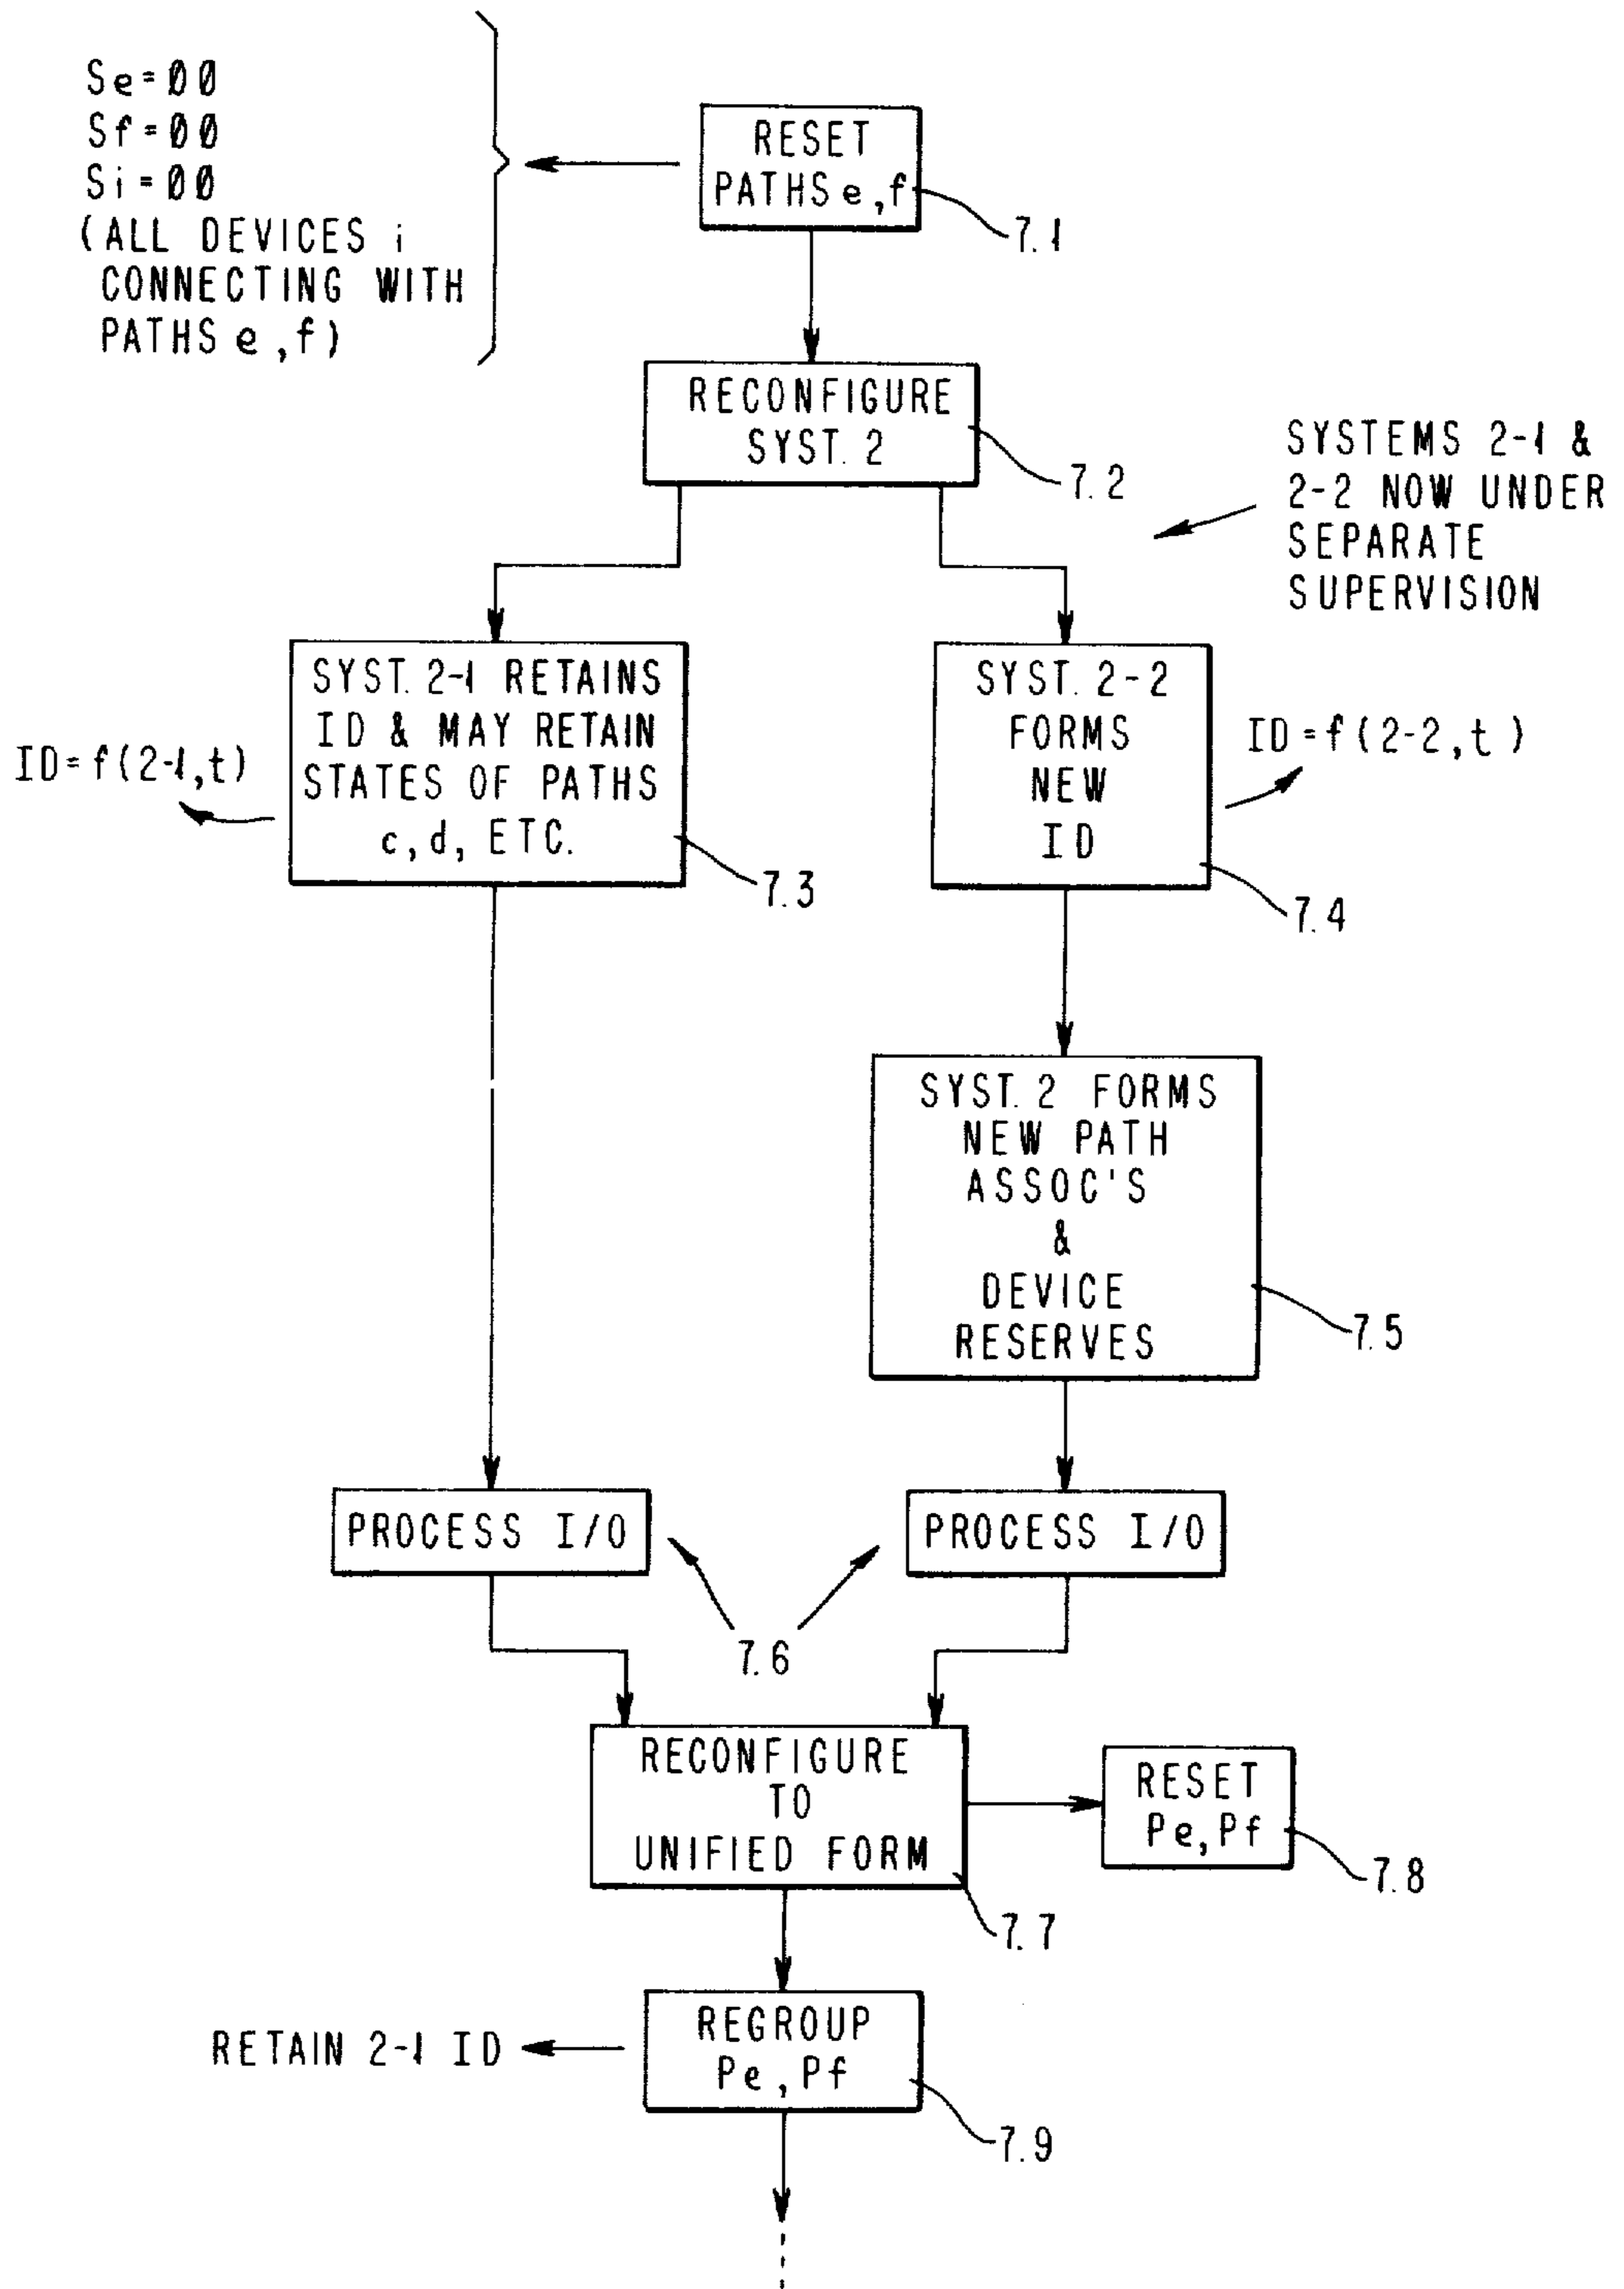 Se=00
Sf=00
Si=00
(ALL DEVICES i
CONNECTING WITH
PATHS e,f)
RESET
PATHS e,f
7.1
RECONFIGURE
SYST. 2
7.2
SYSTEMS 2-1 &
2-2 NOW UNDER
SEPARATE
SUPERVISION
ID=f(2-1,t)
SYST. 2-1 RETAINS
ID & MAY RETAIN
STATES OF PATHS
c,d, ETC.
7.3
SYST. 2-2
FORMS
NEW
ID
7.4
ID=f(2-2,t)
SYST. 2 FORMS
NEW PATH
ASSOC'S
&
DEVICE
RESERVES
7.5
PROCESS I/O
PROCESS I/O
7.6
RECONFIGURE
TO
UNIFIED FORM
7.7
RESET
Pe,Pf
7.8
RETAIN 2-1 ID
REGROUP
Pe,Pf
7.9